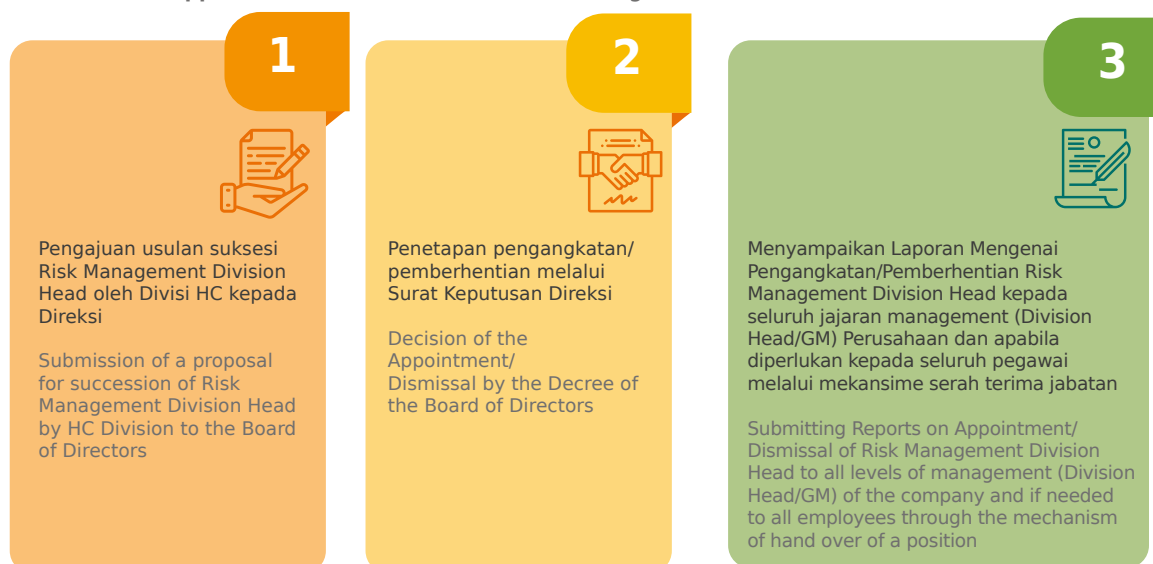 1
Pengajuan usulan suksesi
Risk Management Division
Head oleh Divisi HC kepada
Direksi
Submission of a proposal
for succession of Risk
Management Division Head
by HC Division to the Board
of Directors
2
Penetapan pengangkatan/
pemberhentian melalui
Surat Keputusan Direksi
Decision of the
Appointment/
Dismissal by the Decree of
the Board of Directors
3
Menyampaikan Laporan Mengenai
Pengangkatan/Pemberhentian Risk
Management Division Head kepada
seluruh jajaran management (Division
Head/GM) Perusahaan dan apabila
diperlukan kepada seluruh pegawai
melalui mekansime serah terima jabatan
Submitting Reports on Appointment/
Dismissal of Risk Management Division
Head to all levels of management (Division
Head/GM) of the company and if needed
to all employees through the mechanism
of hand over of a position